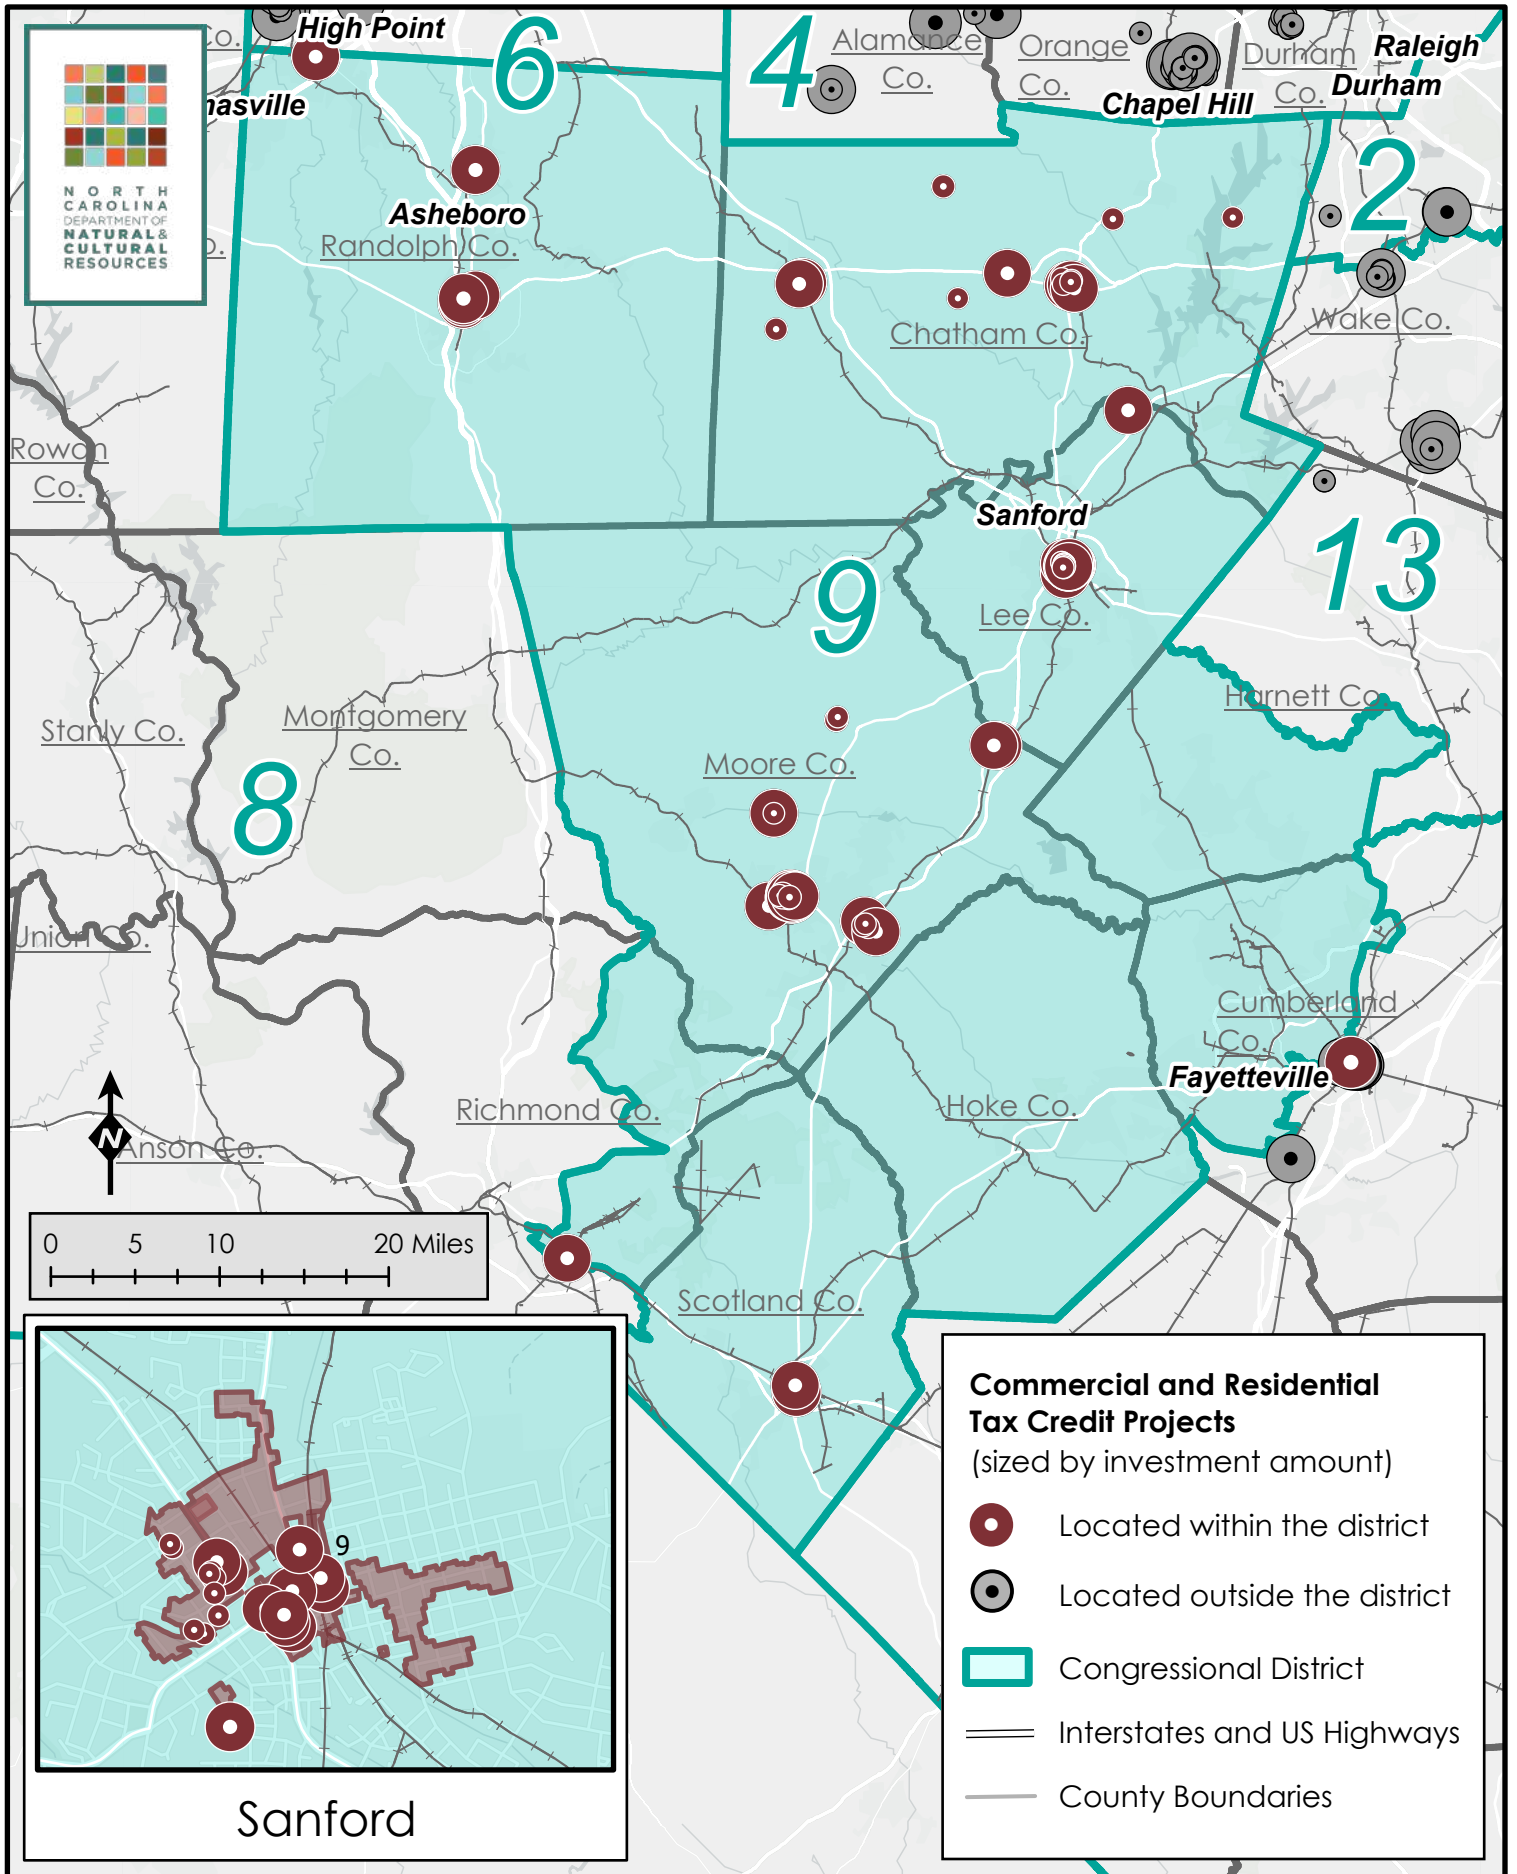 High Point
6
4
Co.
Alamance
Co.
Orange
Co.
Durham
Co.
Raleigh
Durham
Chapel Hill
nasville
NORTH
CAROLINA
DEPARTMENT OF
NATURAL &
CULTURAL
RESOURCES
2
Asheboro
Randolph Co.
Chatham Co.
Wake Co.
Rowan
Co.
Sanford
13
9
Lee Co.
Harnett Co.
Stanly Co.
Montgomery
Co.
8
Moore Co.
Union Co.
Cumberland
Co.
Fayetteville
Richmond Co.
Hoke Co.
N
Anson Co.
0 5 10 20 Miles
Scotland Co.
9
Sanford
Commercial and Residential
Tax Credit Projects
(sized by investment amount)
Located within the district
Located outside the district
Congressional District
Interstates and US Highways
County Boundaries